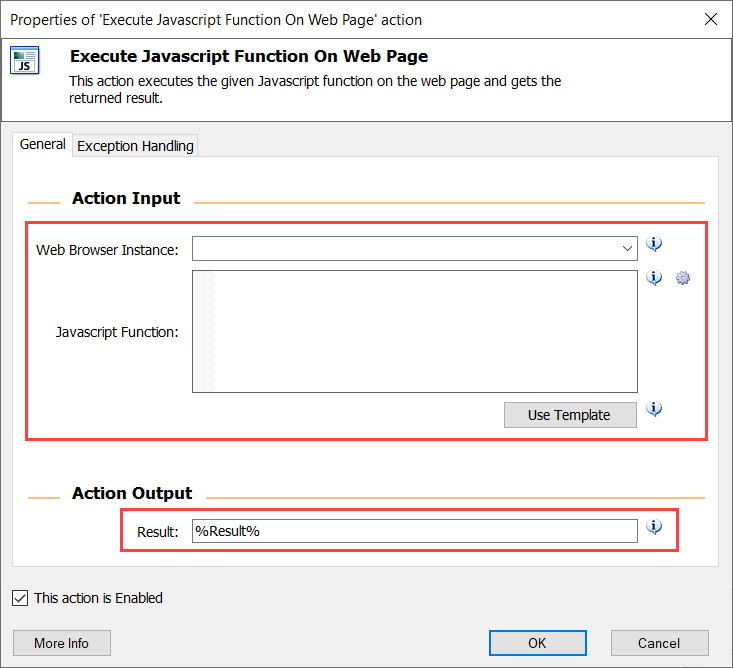 Properties of 'Execute Javascript Function On Web Page' action
JS
Execute Javascript Function On Web Page
This action executes the given Javascript function on the web page and gets the
returned result.
General
Exception Handling
Action Input
Web Browser Instance:
Javascript Function:
Use Template
Action Output
Result:
%Result%
This action is Enabled
More Info
OK
Cancel